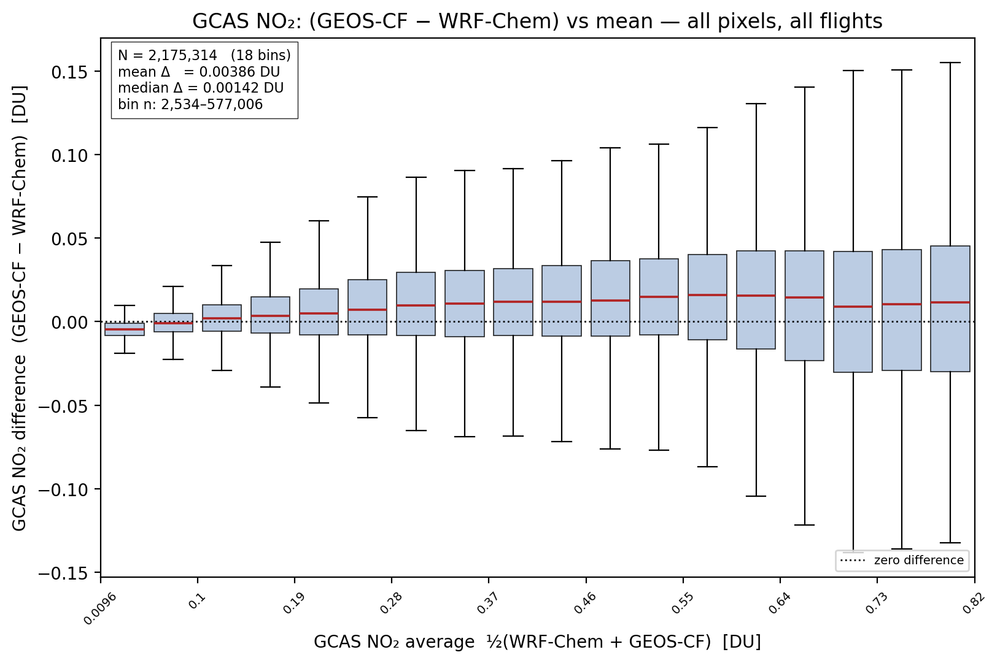 GCAS NO₂: (GEOS-CF − WRF-Chem) vs mean — all pixels, all flights
N = 2,175,314   (18 bins)
mean Δ   = 0.00386 DU
median Δ = 0.00142 DU
bin n: 2,534–577,006
GCAS NO₂ difference  (GEOS-CF − WRF-Chem)  [DU]
0.15
0.10
0.05
0.00
−0.05
−0.10
−0.15
zero difference
0.0096
0.1
0.19
0.28
0.37
0.46
0.55
0.64
0.73
0.82
GCAS NO₂ average  ½(WRF-Chem + GEOS-CF)  [DU]